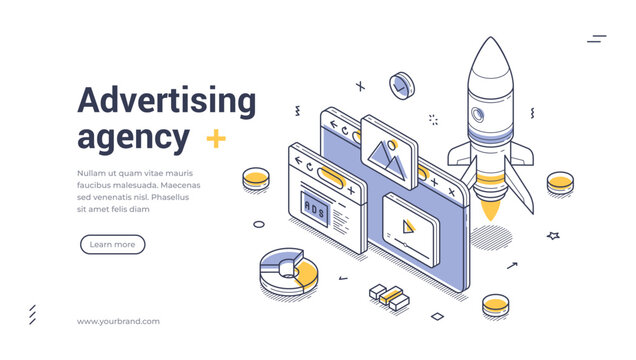 Advertising
agency +
Nullam ut quam vitae mauris
faucibus malesuada. Maecenas
sed venenatis nisl. Phasellus
sit amet felis diam
Learn more
ADS
www.yourbrand.com